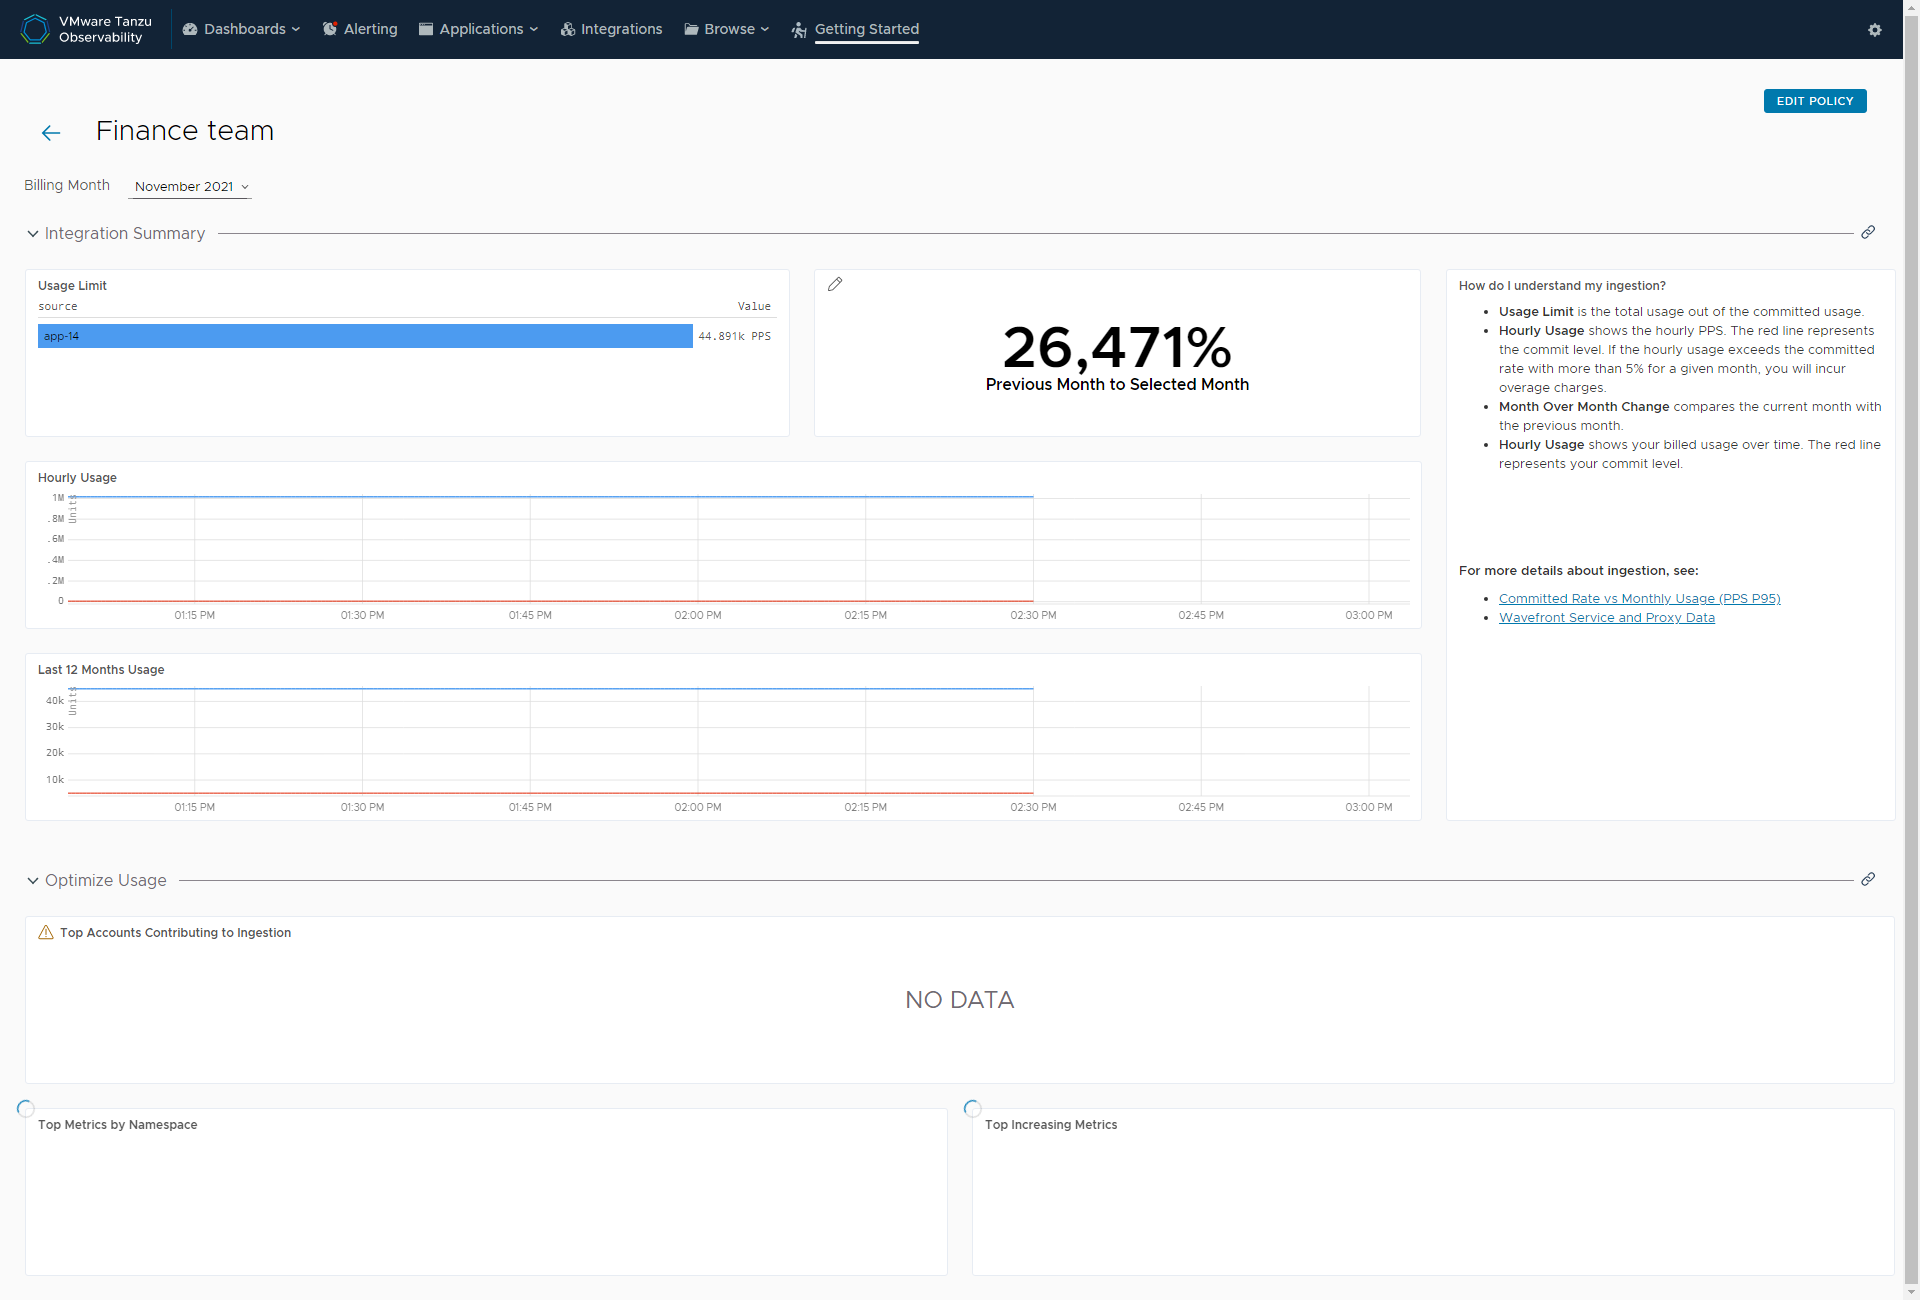 VMware Tanzu
Observability
Dashboards
Alerting
Applications
Integrations
Browse
Getting Started
EDIT POLICY
Finance team
Billing Month
November 2021
Integration Summary
Usage Limit
source Value
app-14 44.891k PPS
26,471%
Previous Month to Selected Month
How do I understand my ingestion?
• Usage Limit is the total usage out of the committed usage.
• Hourly Usage shows the hourly PPS. The red line represents
the commit level. If the hourly usage exceeds the committed
rate with more than 5% for a given month, you will incur
overage charges.
• Month Over Month Change compares the current month with
the previous month.
• Hourly Usage shows your billed usage over time. The red line
represents your commit level.
For more details about ingestion, see:
• Committed Rate vs Monthly Usage (PPS P95)
• Wavefront Service and Proxy Data
Hourly Usage
Units
1M
.8M
.6M
.4M
.2M
0
01:15 PM 01:30 PM 01:45 PM 02:00 PM 02:15 PM 02:30 PM 02:45 PM 03:00 PM
Last 12 Months Usage
Units
40k
30k
20k
10k
01:15 PM 01:30 PM 01:45 PM 02:00 PM 02:15 PM 02:30 PM 02:45 PM 03:00 PM
Optimize Usage
Top Accounts Contributing to Ingestion
NO DATA
Top Metrics by Namespace
Top Increasing Metrics